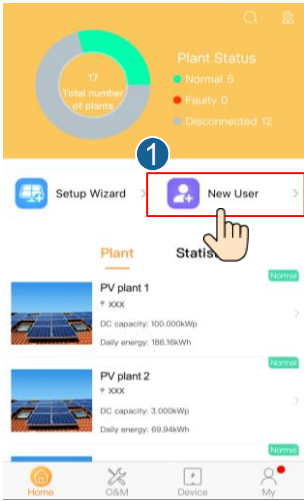 Plant Status
17
Total number
of plants
Normal 5
Faulty 0
Disconnected 12
1
Setup Wizard
New User
Plant
Statis
Normal
PV plant 1
XXX
DC capacity: 100.000kWp
Daily energy: 186.16kWh
Normal
PV plant 2
XXX
DC capacity: 3.000kWp
Daily energy: 69.94kWh
Normal
Home
O&M
Device
My